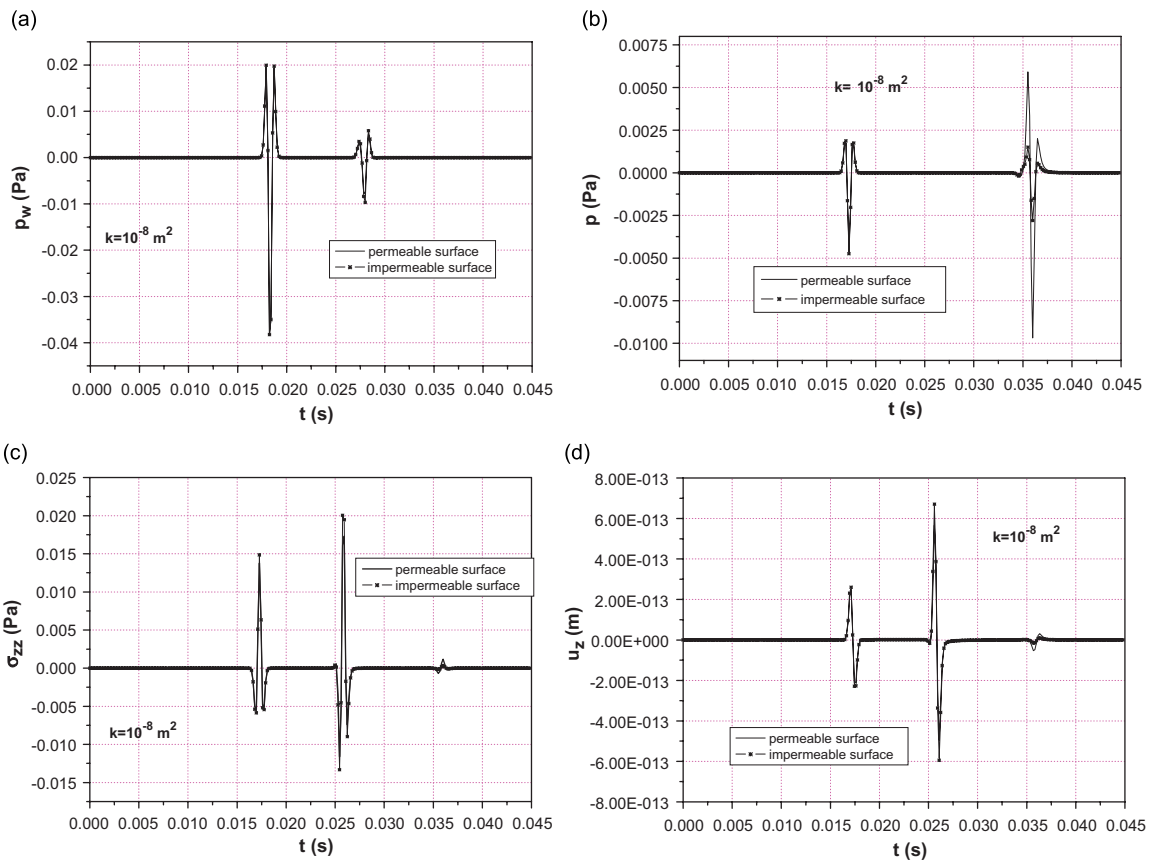 (a)
0.02
0.01
0.00
-0.01
-0.02
-0.03
-0.04
p_w (Pa)
k=10^-8 m^2
permeable surface
impermeable surface
0.000 0.005 0.010 0.015 0.020 0.025 0.030 0.035 0.040 0.045
t (s)
(b)
0.0075
0.0050
0.0025
0.0000
-0.0025
-0.0050
-0.0075
-0.0100
p (Pa)
k= 10^-8 m^2
permeable surface
impermeable surface
0.000 0.005 0.010 0.015 0.020 0.025 0.030 0.035 0.040 0.045
t (s)
(c)
0.025
0.020
0.015
0.010
0.005
0.000
-0.005
-0.010
-0.015
σ_zz (Pa)
permeable surface
impermeable surface
k=10^-8 m^2
0.000 0.005 0.010 0.015 0.020 0.025 0.030 0.035 0.040 0.045
t (s)
(d)
8.00E-013
6.00E-013
4.00E-013
2.00E-013
0.00E+000
-2.00E-013
-4.00E-013
-6.00E-013
-8.00E-013
u_z (m)
k=10^-8 m^2
permeable surface
impermeable surface
0.000 0.005 0.010 0.015 0.020 0.025 0.030 0.035 0.040 0.045
t (s)